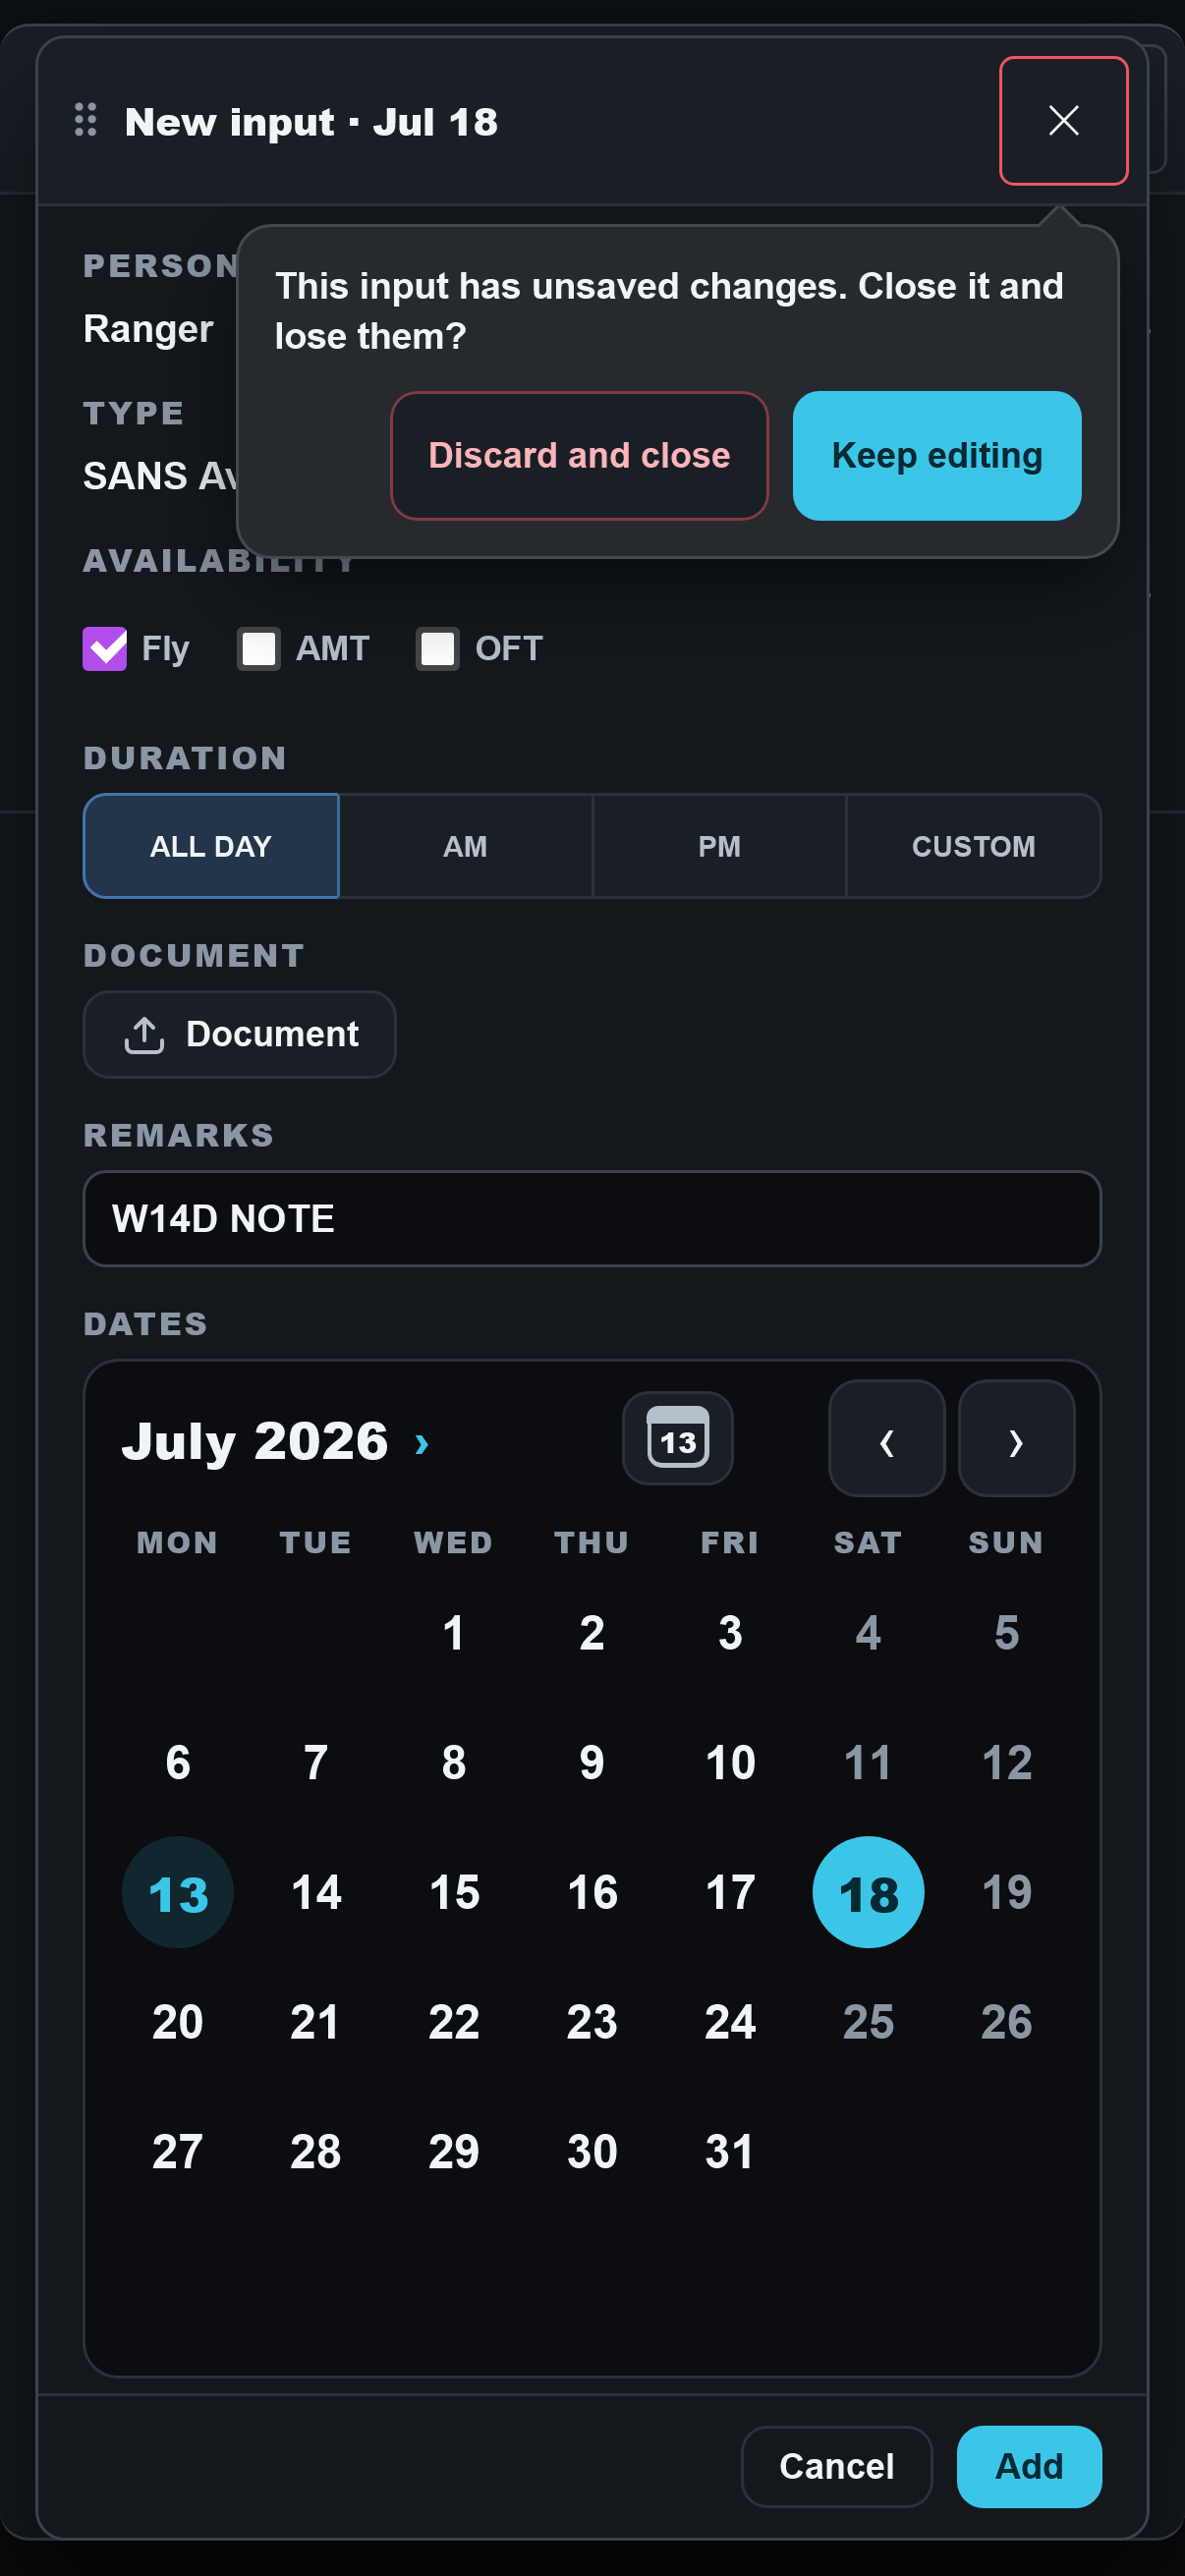 New input · Jul 18
This input has unsaved changes. Close it and
lose them?
Discard and close
Keep editing
PERSON
Ranger
TYPE
SANS Av
AVAILABILITY
Fly
AMT
OFT
DURATION
ALL DAY
AM
PM
CUSTOM
DOCUMENT
Document
REMARKS
W14D NOTE
DATES
July 2026 ›
13
‹ ›
MON TUE WED THU FRI SAT SUN
1 2 3 4 5
6 7 8 9 10 11 12
13 14 15 16 17 18 19
20 21 22 23 24 25 26
27 28 29 30 31
Cancel
Add